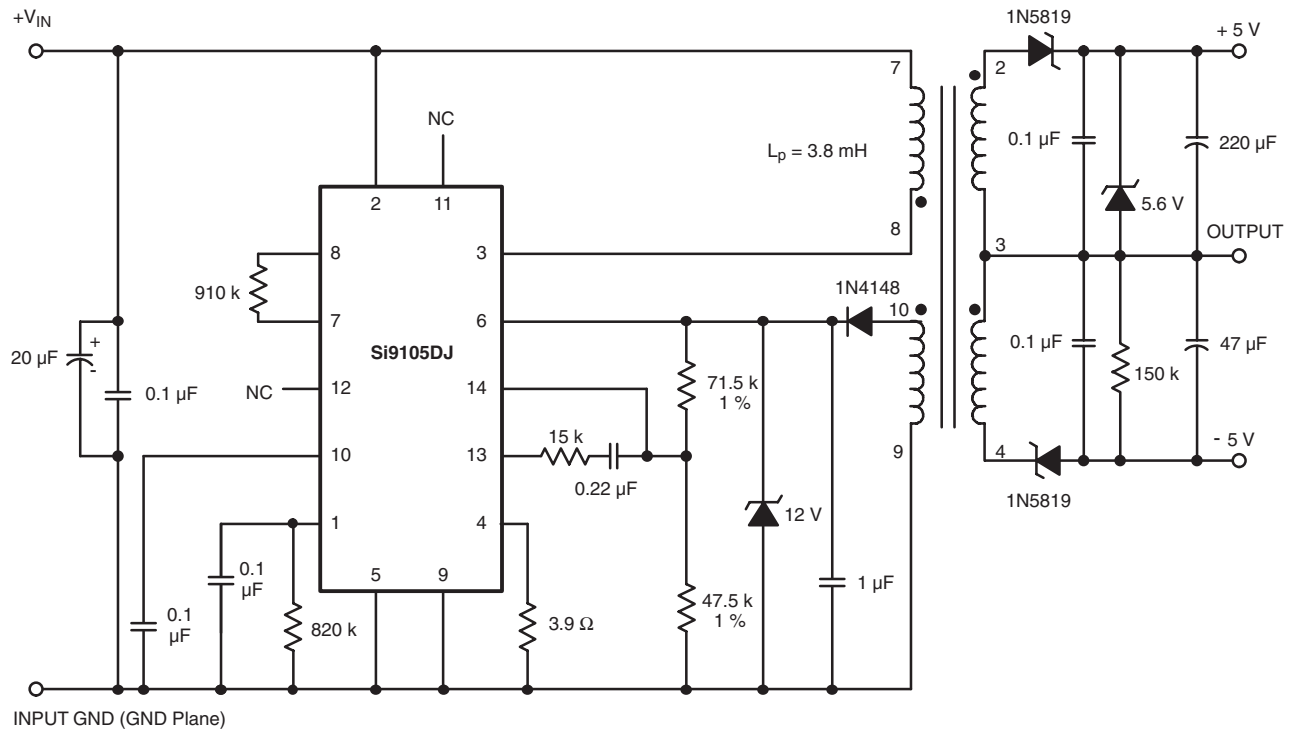 +VIN
1N5819
+ 5 V
7
2
NC
0.1 µF
220 µF
Lp = 3.8 mH
2
11
5.6 V
8
3
8
3
OUTPUT
910 k
1N4148
10
7
6
Si9105DJ
20 µF
+
-
0.1 µF
NC
12
14
71.5 k
1 %
0.1 µF
47 µF
150 k
15 k
10
13
9
4
- 5 V
0.22 µF
1N5819
1
4
12 V
0.1
µF
5
9
1 µF
0.1
µF
820 k
3.9 Ω
47.5 k
1 %
INPUT GND (GND Plane)